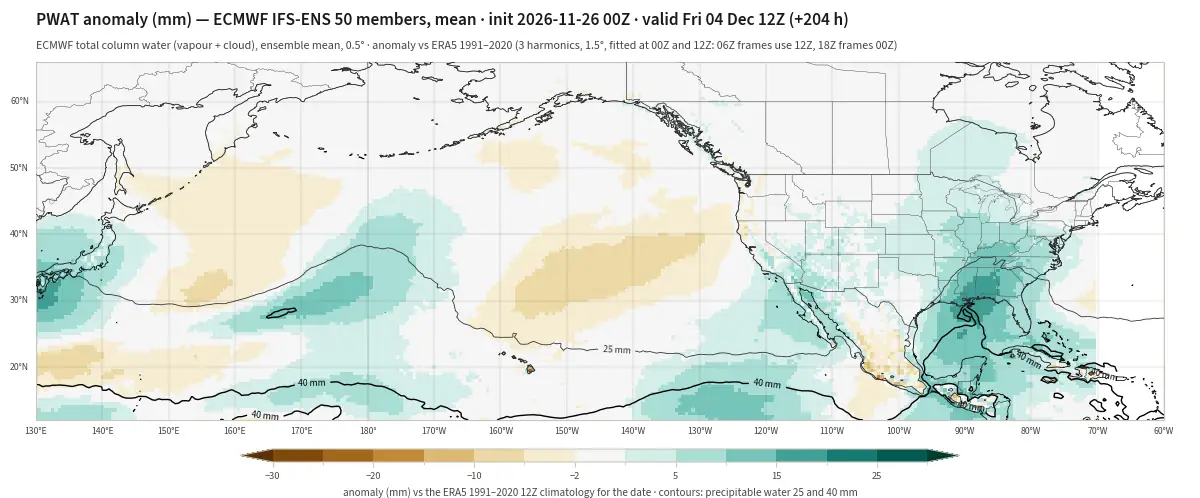 PWAT anomaly (mm) — ECMWF IFS-ENS 50 members, mean · init 2026-11-26 00Z · valid Fri 04 Dec 12Z (+204 h)
ECMWF total column water (vapour + cloud), ensemble mean, 0.5° · anomaly vs ERA5 1991–2020 (3 harmonics, 1.5°, fitted at 00Z and 12Z: 06Z frames use 12Z, 18Z frames 00Z)
60°N
50°N
40°N
30°N
25 mm
20°N
40 mm
40 mm
40 mm
40 mm
130°E 140°E 150°E 160°E 170°E 180° 170°W 160°W 150°W 140°W 130°W 120°W 110°W 100°W 90°W 80°W 70°W 60°W
−30 −20 −10 −2 5 15 25
anomaly (mm) vs the ERA5 1991–2020 12Z climatology for the date · contours: precipitable water 25 and 40 mm